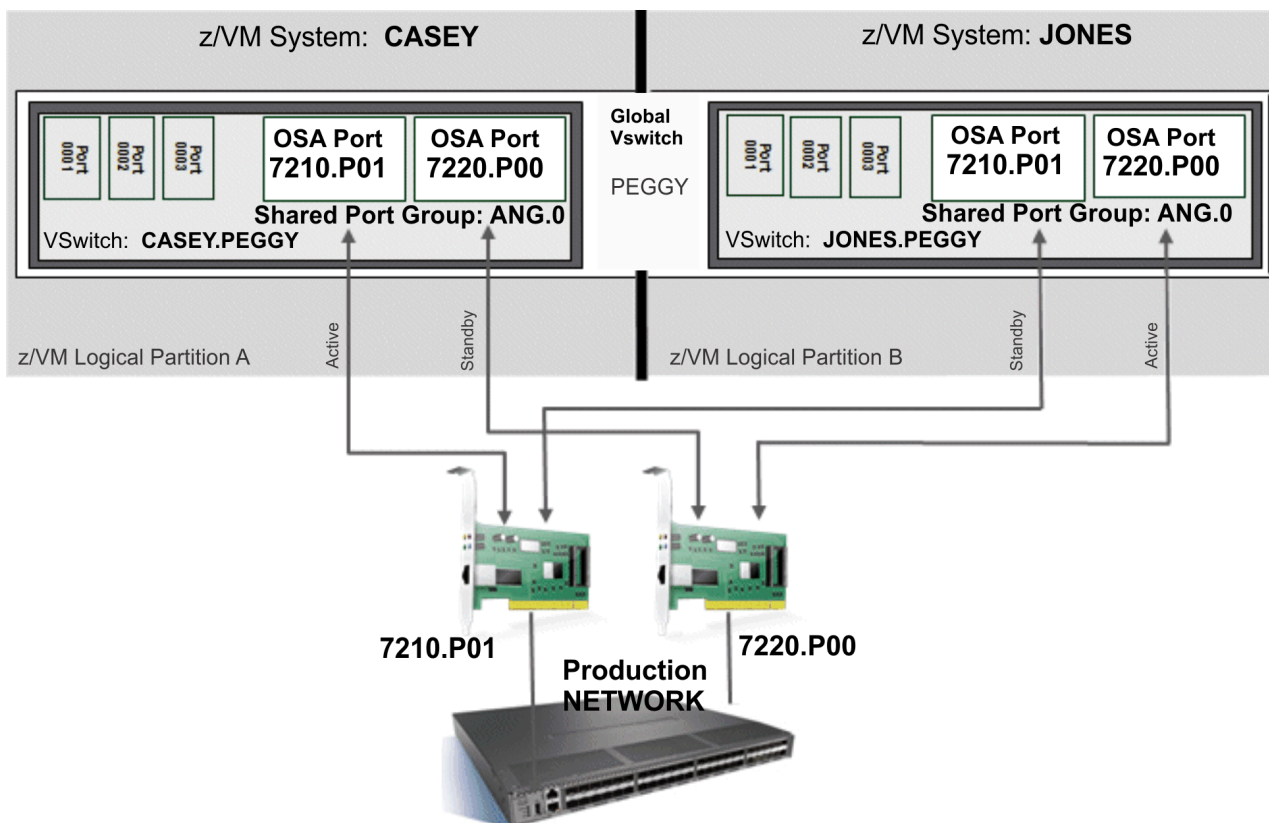 z/VM System: CASEY
z/VM System: JONES
Port 0001
Port 0002
Port 0003
OSA Port
7210.P01
OSA Port
7220.P00
Shared Port Group: ANG.0
VSwitch: CASEY.PEGGY
Global
Vswitch
PEGGY
Port 0001
Port 0002
Port 0003
OSA Port
7210.P01
OSA Port
7220.P00
Shared Port Group: ANG.0
VSwitch: JONES.PEGGY
z/VM Logical Partition A
Active
Standby
z/VM Logical Partition B
Standby
Active
7210.P01
7220.P00
Production
NETWORK